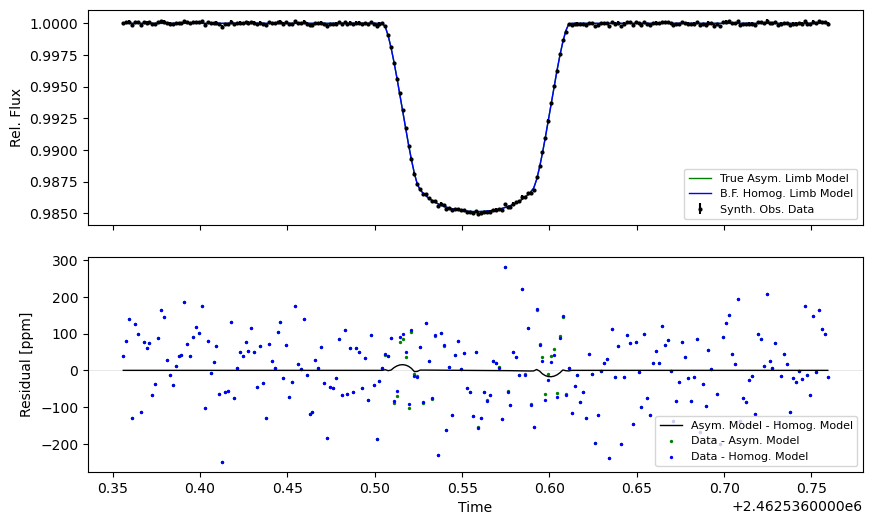 1.0000
0.9975
0.9950
0.9925
0.9900
0.9875
0.9850
Rel. Flux
True Asym. Limb Model
B.F. Homog. Limb Model
Synth. Obs. Data
300
200
100
0
−100
−200
Residual [ppm]
Asym. Model - Homog. Model
Data - Asym. Model
Data - Homog. Model
0.35 0.40 0.45 0.50 0.55 0.60 0.65 0.70 0.75
Time
+2.4625360000e6